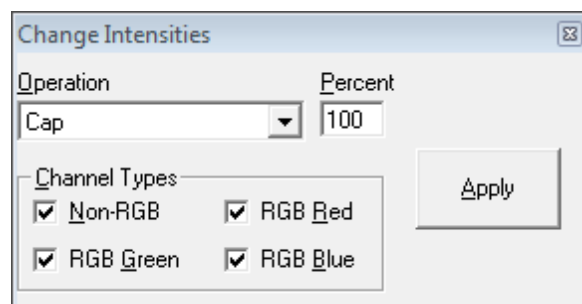 Change Intensities
Operation Percent
Cap 100
Channel Types
Non-RGB RGB Red
Apply
RGB Green RGB Blue